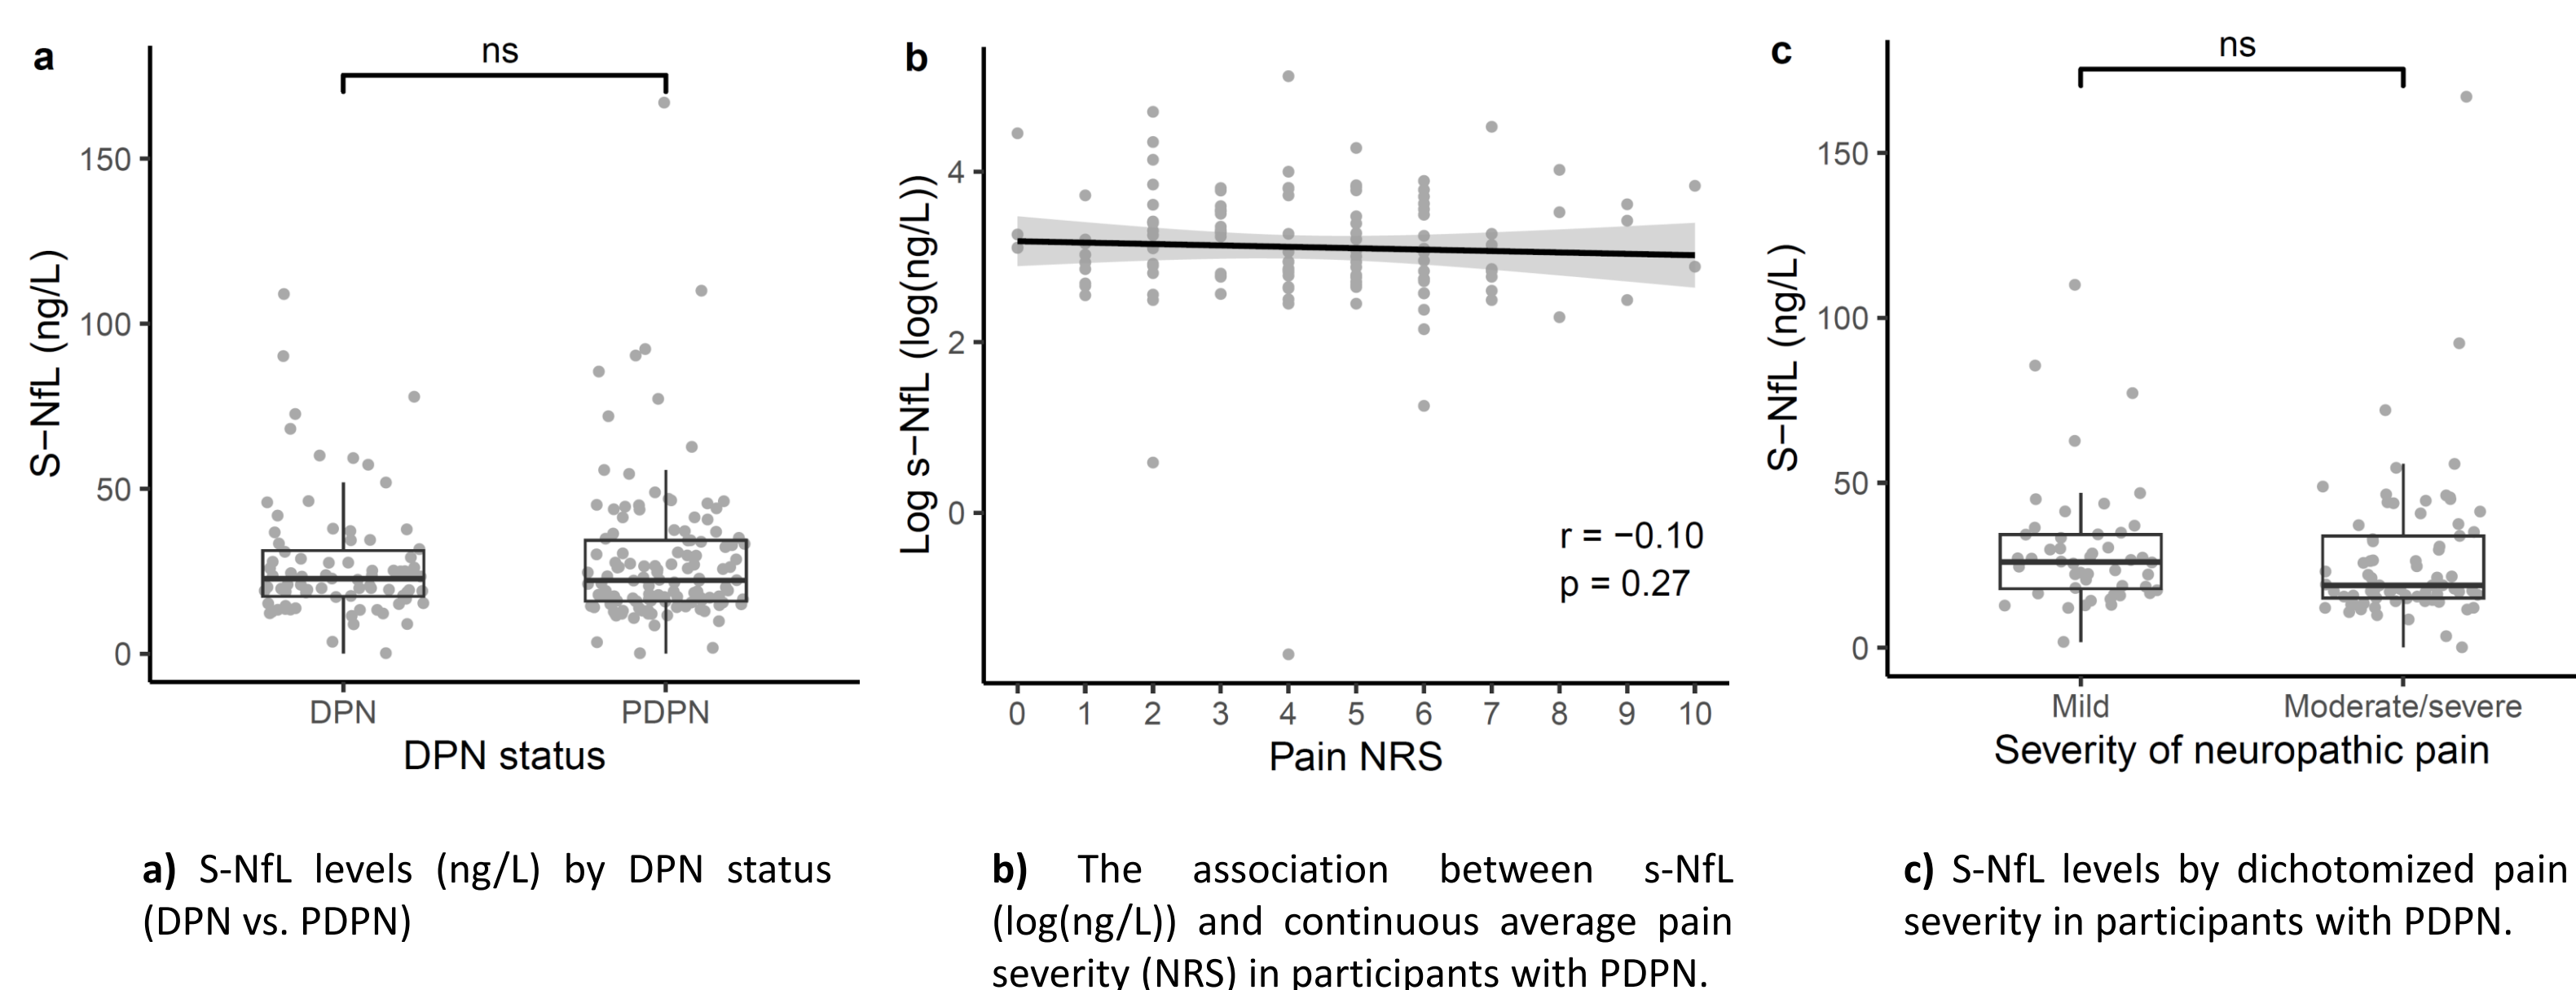 a
ns
150
100
50
0
S−NfL (ng/L)
DPN
PDPN
DPN status
b
4
2
0
Log s−NfL (log(ng/L))
r = −0.10
p = 0.27
0 1 2 3 4 5 6 7 8 9 10
Pain NRS
c
ns
150
100
50
0
S−NfL (ng/L)
Mild
Moderate/severe
Severity of neuropathic pain
a) S-NfL levels (ng/L) by DPN status
(DPN vs. PDPN)
b) The association between s-NfL
(log(ng/L)) and continuous average pain
severity (NRS) in participants with PDPN.
c) S-NfL levels by dichotomized pain
severity in participants with PDPN.